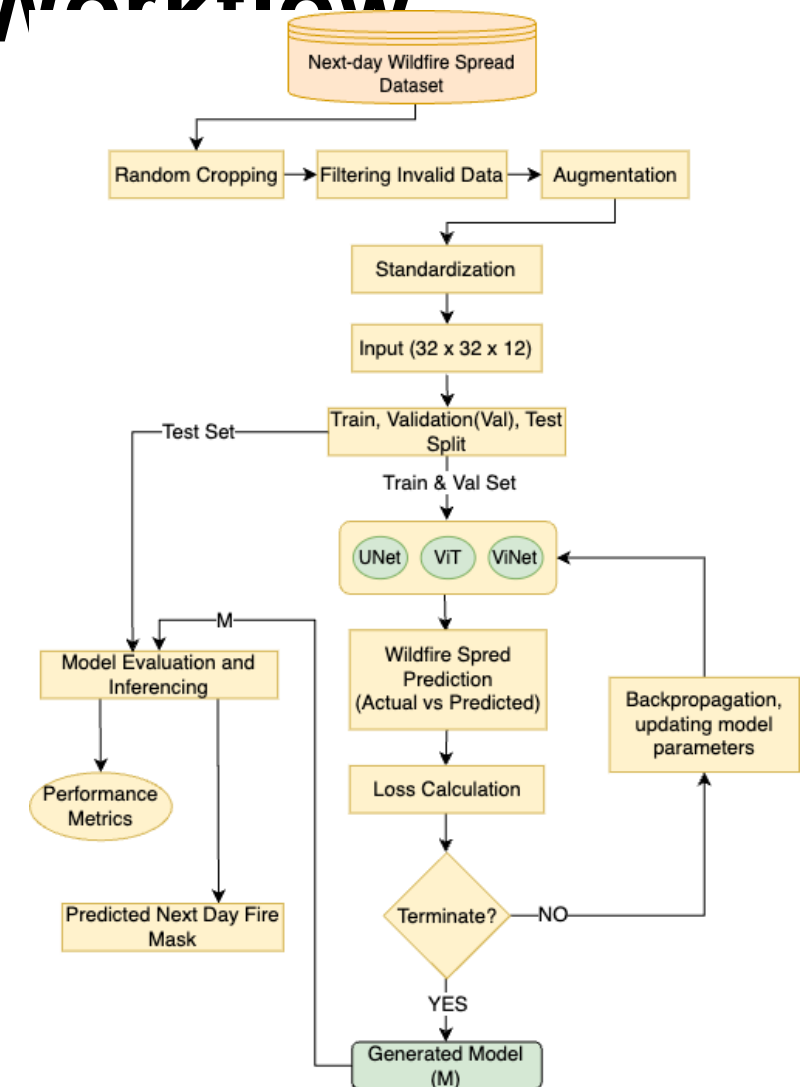 Workflow
Next-day Wildfire Spread
Dataset
Random Cropping
Filtering Invalid Data
Augmentation
Standardization
Input (32 x 32 x 12)
Train, Validation(Val), Test
Split
Test Set
Train & Val Set
UNet
ViT
ViNet
M
Model Evaluation and
Inferencing
Wildfire Spred
Prediction
(Actual vs Predicted)
Backpropagation,
updating model
parameters
Loss Calculation
Performance
Metrics
Terminate?
NO
Predicted Next Day Fire
Mask
YES
Generated Model
(M)